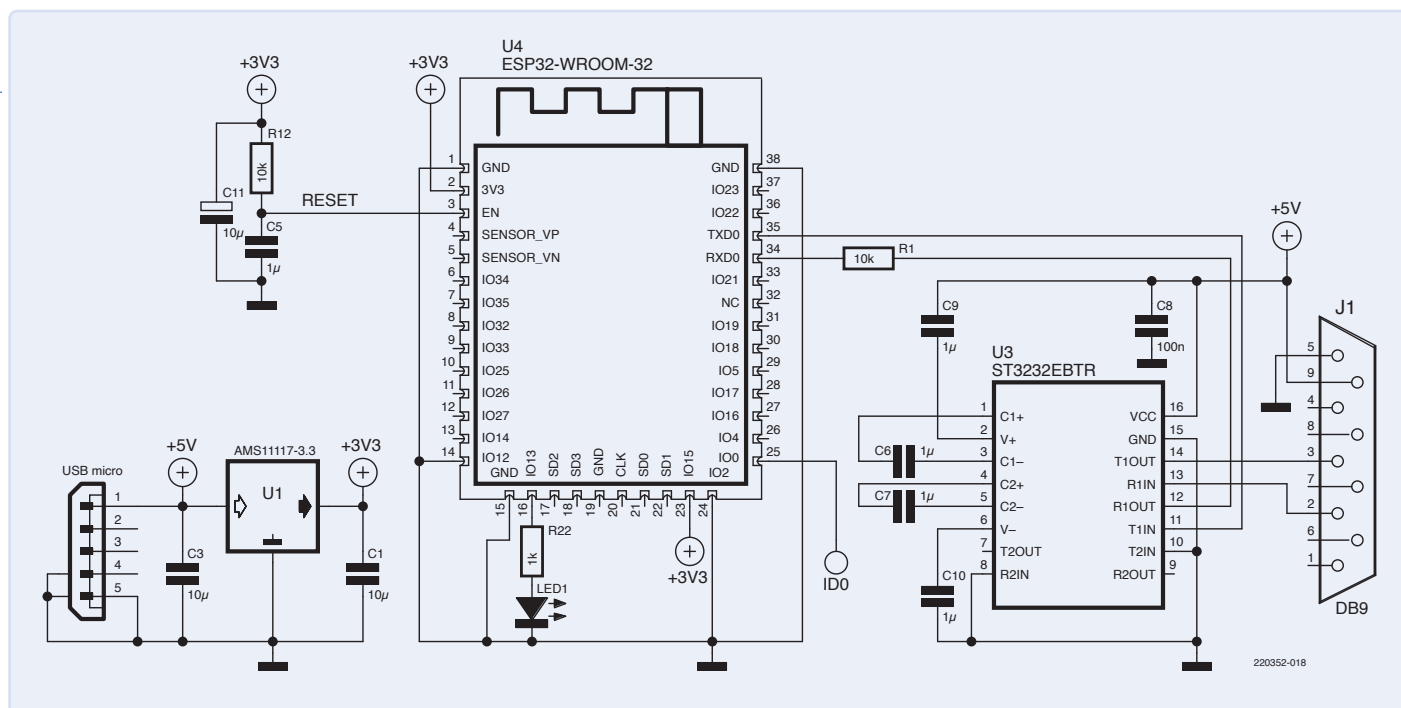 U4
ESP32-WROOM-32
+3V3
R12
10k
C11
10µ
C5
1µ
RESET
+3V3
1 GND
2 3V3
3 EN
4 SENSOR_VP
5 SENSOR_VN
6 IO34
7 IO35
8 IO32
9 IO33
10 IO25
11 IO26
12 IO27
13 IO14
14 IO12
GND 38
IO23 37
IO22 36
TXD0 35
RXD0 34
IO21 33
NC 32
IO19 31
IO18 30
IO5 29
IO17 28
IO16 27
IO4 26
IO0 25
GND 15
IO13 16
SD2 17
SD3 18
GND 19
CLK 20
SD0 21
SD1 22
IO15 23
IO2 24
R22
1k
LED1
+3V3
ID0
R1
10k
USB micro
1
2
3
4
5
+5V
C3
10µ
AMS11117-3.3
U1
+3V3
C1
10µ
+5V
C9
1µ
C8
100n
U3
ST3232EBTR
1 C1+
2 V+
3 C1–
4 C2+
5 C2–
6 V–
7 T2OUT
8 R2IN
VCC 16
GND 15
T1OUT 14
R1IN 13
R1OUT 12
T1IN 11
T2IN 10
R2OUT 9
C6
1µ
C7
1µ
C10
1µ
J1
5
9
4
8
3
7
2
6
1
DB9
220352-018